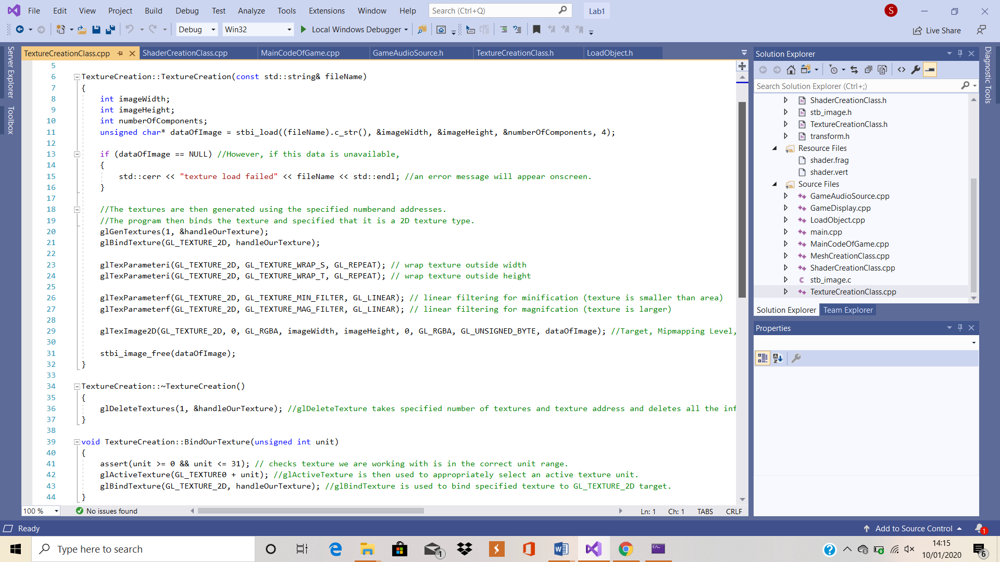 File Edit View Project Build Debug Test Analyze Tools Extensions Window Help Search (Ctrl+Q) Lab1 S
Debug Win32 Local Windows Debugger Live Share
Server Explorer
Toolbox
TextureCreationClass.cpp ShaderCreationClass.cpp MainCodeOfGame.cpp GameAudioSource.h TextureCreationClass.h LoadObject.h
5
6 TextureCreation::TextureCreation(const std::string& fileName)
7 {
8 int imageWidth;
9 int imageHeight;
10 int numberOfComponents;
11 unsigned char* dataOfImage = stbi_load((fileName).c_str(), &imageWidth, &imageHeight, &numberOfComponents, 4);
12
13 if (dataOfImage == NULL) //However, if this data is unavailable,
14 {
15 std::cerr << "texture load failed" << fileName << std::endl; //an error message will appear onscreen.
16 }
17
18 //The textures are then generated using the specified numberand addresses.
19 //The program then binds the texture and specified that it is a 2D texture type.
20 glGenTextures(1, &handleOurTexture);
21 glBindTexture(GL_TEXTURE_2D, handleOurTexture);
22
23 glTexParameteri(GL_TEXTURE_2D, GL_TEXTURE_WRAP_S, GL_REPEAT); // wrap texture outside width
24 glTexParameteri(GL_TEXTURE_2D, GL_TEXTURE_WRAP_T, GL_REPEAT); // wrap texture outside height
25
26 glTexParameterf(GL_TEXTURE_2D, GL_TEXTURE_MIN_FILTER, GL_LINEAR); // linear filtering for minification (texture is smaller than area)
27 glTexParameterf(GL_TEXTURE_2D, GL_TEXTURE_MAG_FILTER, GL_LINEAR); // linear filtering for magnifcation (texture is larger)
28
29 glTexImage2D(GL_TEXTURE_2D, 0, GL_RGBA, imageWidth, imageHeight, 0, GL_RGBA, GL_UNSIGNED_BYTE, dataOfImage); //Target, Mipmapping Level,
30
31 stbi_image_free(dataOfImage);
32 }
33
34 TextureCreation::~TextureCreation()
35 {
36 glDeleteTextures(1, &handleOurTexture); //glDeleteTexture takes specified number of textures and texture address and deletes all the inf
37 }
38
39 void TextureCreation::BindOurTexture(unsigned int unit)
40 {
41 assert(unit >= 0 && unit <= 31); // checks texture we are working with is in the correct unit range.
42 glActiveTexture(GL_TEXTURE0 + unit); //glActiveTexture is then used to appropriately select an active texture unit.
43 glBindTexture(GL_TEXTURE_2D, handleOurTexture); //glBindTexture is used to bind specified texture to GL_TEXTURE_2D target.
44 }
100 % No issues found Ln: 1 Ch: 1 TABS CRLF
Solution Explorer
Search Solution Explorer (Ctrl+;)
ShaderCreationClass.h
stb_image.h
TextureCreationClass.h
transform.h
Resource Files
shader.frag
shader.vert
Source Files
GameAudioSource.cpp
GameDisplay.cpp
LoadObject.cpp
main.cpp
MainCodeOfGame.cpp
MeshCreationClass.cpp
ShaderCreationClass.cpp
stb_image.c
TextureCreationClass.cpp
Solution Explorer Team Explorer
Properties
Diagnostic Tools
Ready Add to Source Control 1
Type here to search 1
14:15
10/01/2020
6